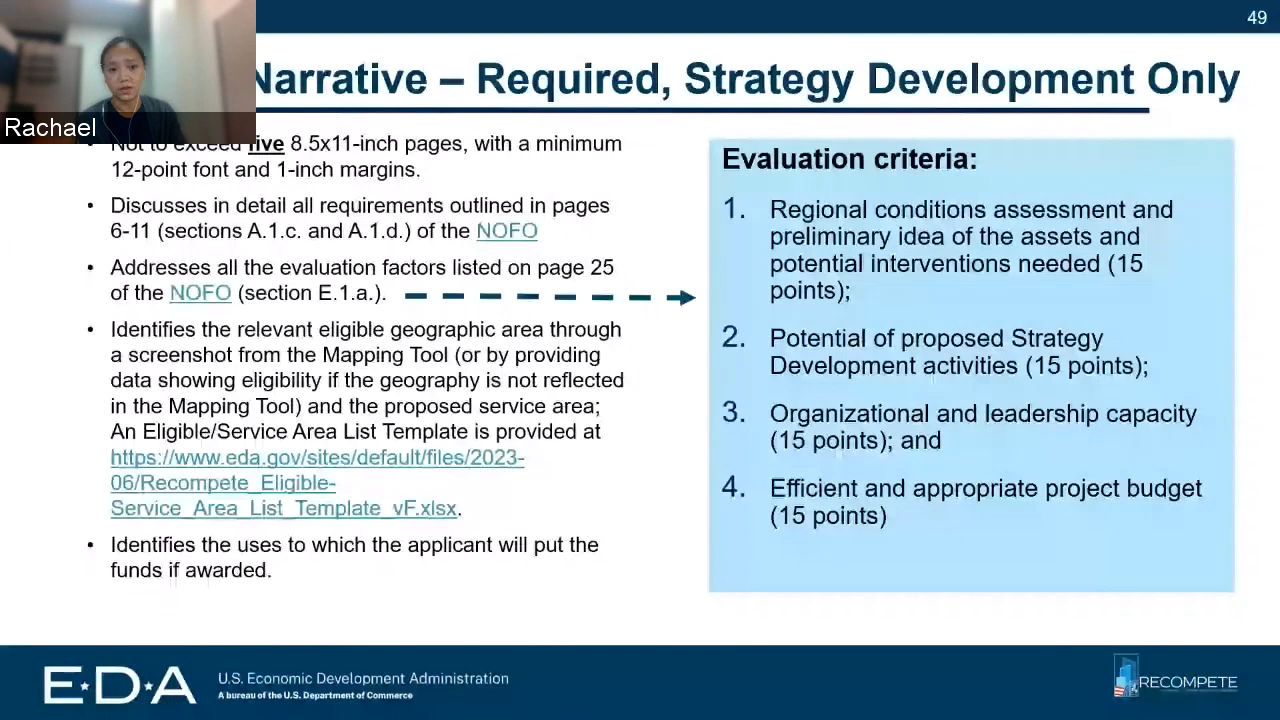 49
Narrative – Required, Strategy Development Only
Rachael
• Not to exceed five 8.5x11-inch pages, with a minimum
12-point font and 1-inch margins.
• Discusses in detail all requirements outlined in pages
6-11 (sections A.1.c. and A.1.d.) of the NOFO
• Addresses all the evaluation factors listed on page 25
of the NOFO (section E.1.a.).
• Identifies the relevant eligible geographic area through
a screenshot from the Mapping Tool (or by providing
data showing eligibility if the geography is not reflected
in the Mapping Tool) and the proposed service area;
An Eligible/Service Area List Template is provided at
https://www.eda.gov/sites/default/files/2023-
06/Recompete_Eligible-
Service_Area_List_Template_vF.xlsx.
• Identifies the uses to which the applicant will put the
funds if awarded.
Evaluation criteria:
1. Regional conditions assessment and
preliminary idea of the assets and
potential interventions needed (15
points);
2. Potential of proposed Strategy
Development activities (15 points);
3. Organizational and leadership capacity
(15 points); and
4. Efficient and appropriate project budget
(15 points)
EDA
U.S. Economic Development Administration
A bureau of the U.S. Department of Commerce
RECOMPETE